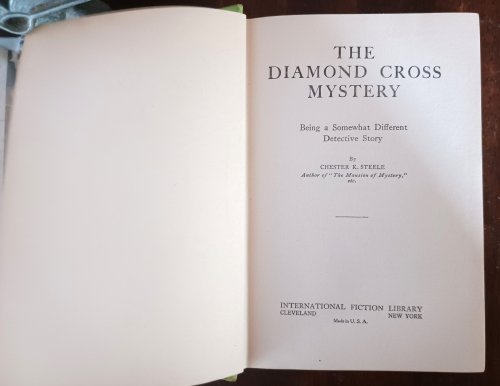 THE
DIAMOND CROSS
MYSTERY
Being a Somewhat Different
Detective Story
By
CHESTER K. STEELE
Author of "The Mansion of Mystery,"
etc.
INTERNATIONAL FICTION LIBRARY
CLEVELAND NEW YORK
Made in U. S. A.